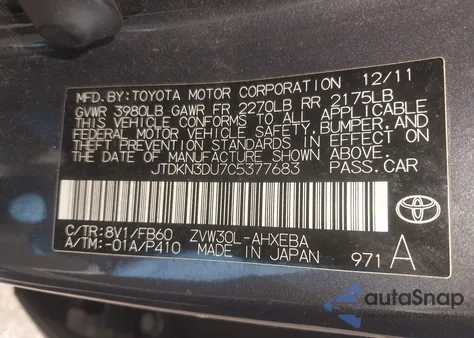 MFD.BY:TOYOTA MOTOR CORPORATION 12/11
GVWR 3980LB GAWR FR 2270LB RR 2175LB
THIS VEHICLE CONFORMS TO ALL APPLICABLE
FEDERAL MOTOR VEHICLE SAFETY,BUMPER,AND
THEFT PREVENTION STANDARDS IN EFFECT
ON THE DATE OF MANUFACTURE SHOWN ABOVE.
JTDKN3DU7C5377683 PASS.CAR
C/TR:8V1/FB60 ZVW30L-AHXEBA
A/TM:-01A/P410 MADE IN JAPAN 971 A
autaSnap